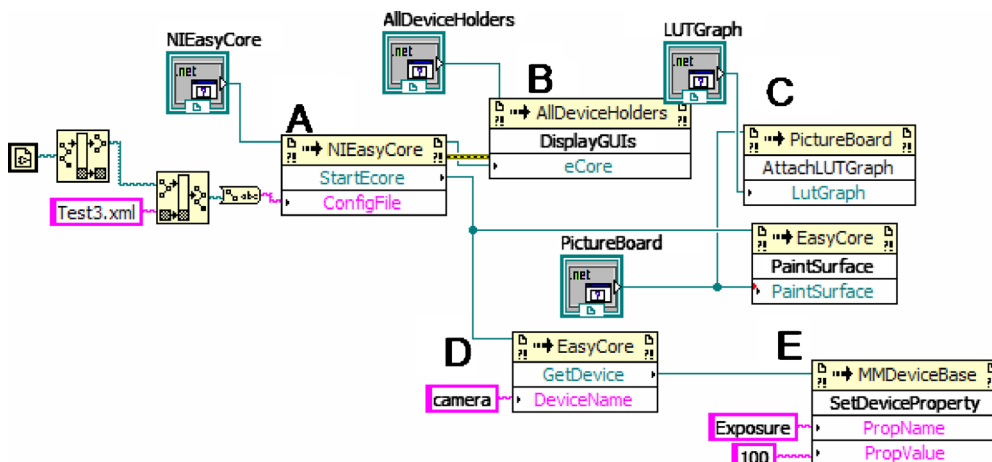 AllDeviceHolders
LUTGraph
NIEasyCore
.net
?
.net
?
.net
?
B
C
A
AllDeviceHolders
DisplayGUIs
eCore
PictureBoard
AttachLUTGraph
LutGraph
NIEasyCore
StartEcore
ConfigFile
abc
Test3.xml
PictureBoard
.net
?
EasyCore
PaintSurface
PaintSurface
D
EasyCore
GetDevice
camera
DeviceName
E
MMDeviceBase
SetDeviceProperty
Exposure
PropName
100
PropValue